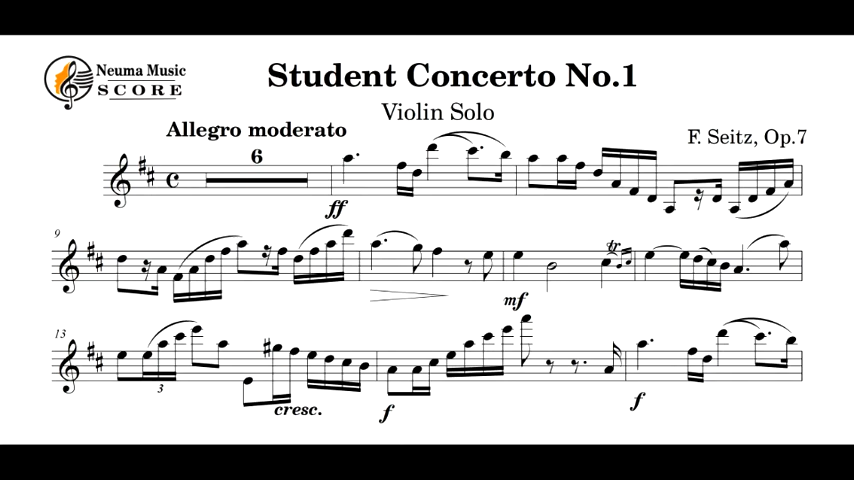 Neuma Music
SCORE
Student Concerto No.1
Violin Solo
Allegro moderato
F. Seitz, Op.7
6
ff
9
tr
mf
13
3
cresc.
f
f